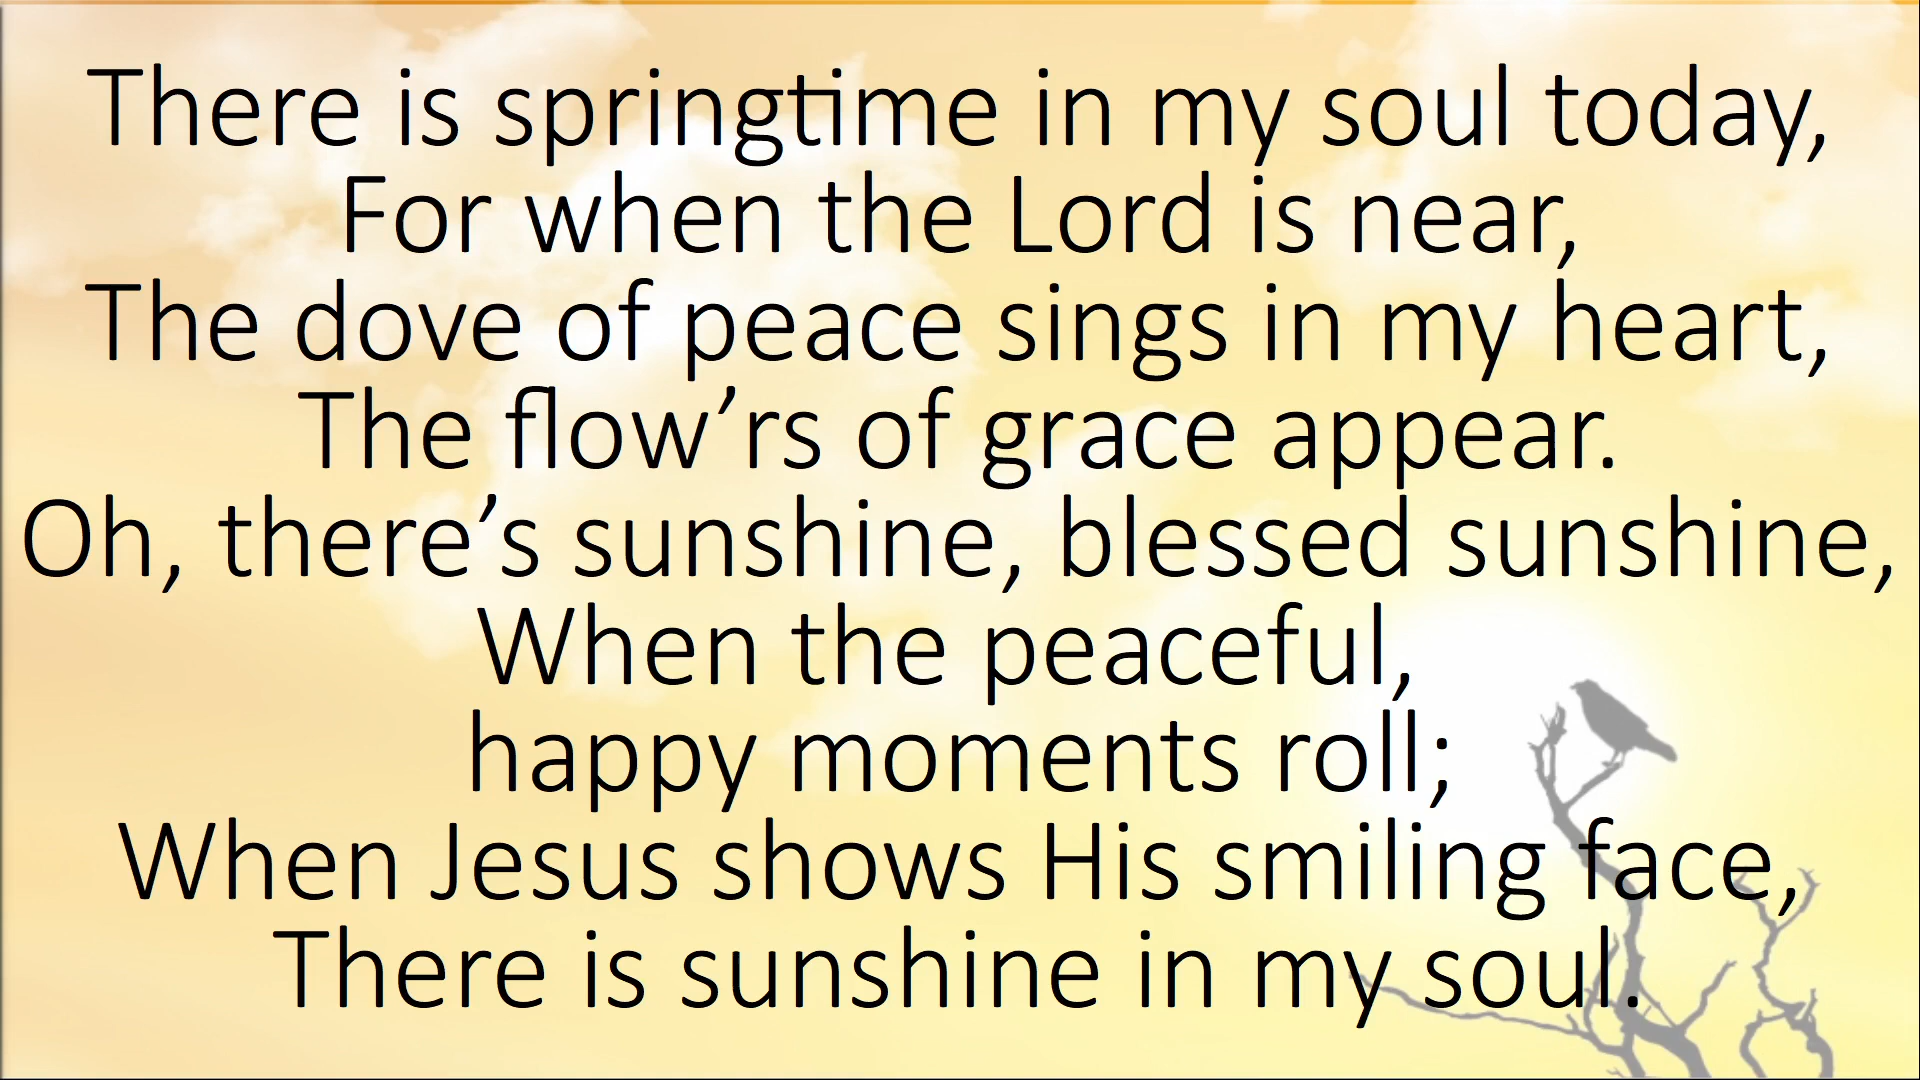 There is springtime in my soul today,
For when the Lord is near,
The dove of peace sings in my heart,
The flow’rs of grace appear.
Oh, there’s sunshine, blessed sunshine,
When the peaceful,
happy moments roll;
When Jesus shows His smiling face,
There is sunshine in my soul.